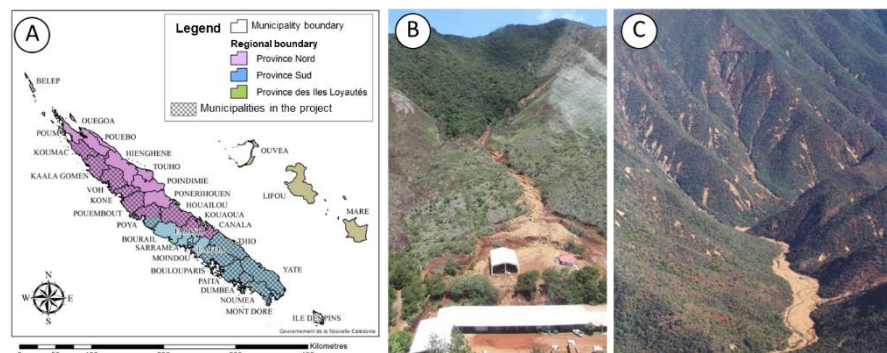 A
Legend
Municipality boundary
Regional boundary
Province Nord
Province Sud
Province des Iles Loyautés
Municipalities in the project
BELEP
OUEGOA
POUM
POUEBO
KOUMAC
HIENGHENE
TOUHO
KAALA GOMEN
POINDIMIE
VOH
PONERIHOUEN
KONE
HOUAILOU
POUEMBOUT
KOUAOUA
CANALA
POYA
THIO
BOURAIL
SARRAMEA
MOINDOU
BOULOUPARIS
YATE
PAITA
DUMBEA
NOUMEA
MONT DORE
ILE DES PINS
OUVEA
LIFOU
MARE
N
W
E
S
Gouvernement de la Nouvelle-Calédonie
Kilometres
B
C